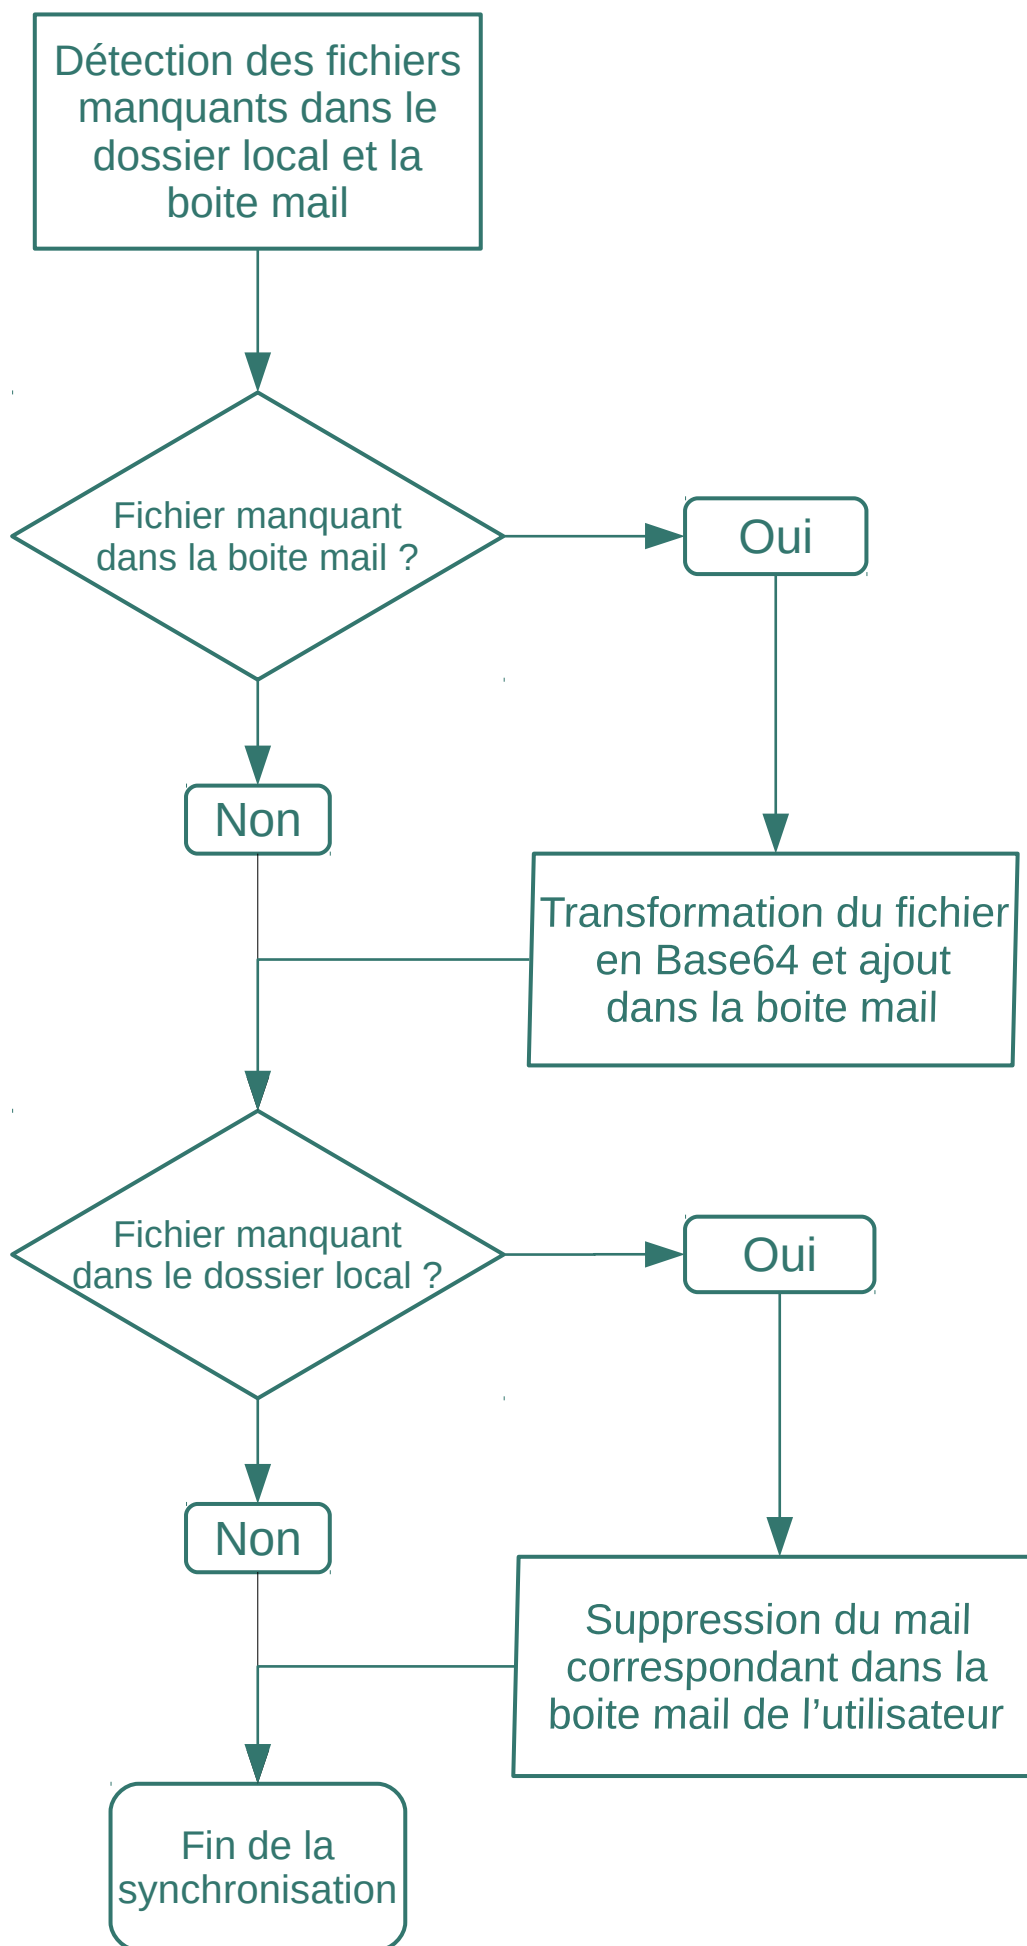 Détection des fichiers
manquants dans le
dossier local et la
boite mail
Fichier manquant
dans la boite mail ?
Oui
Non
Transformation du fichier
en Base64 et ajout
dans la boite mail
Fichier manquant
dans le dossier local ?
Oui
Non
Suppression du mail
correspondant dans la
boite mail de l’utilisateur
Fin de la
synchronisation